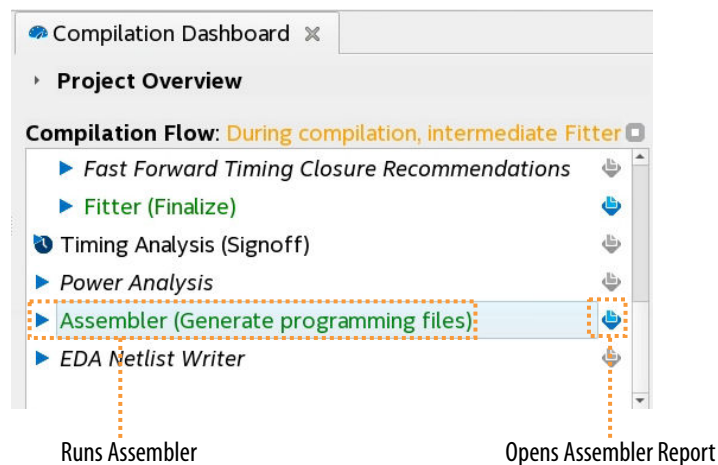 Compilation Dashboard
Project Overview
Compilation Flow: During compilation, intermediate Fitter
Fast Forward Timing Closure Recommendations
Fitter (Finalize)
Timing Analysis (Signoff)
Power Analysis
Assembler (Generate programming files)
EDA Netlist Writer
Runs Assembler
Opens Assembler Report